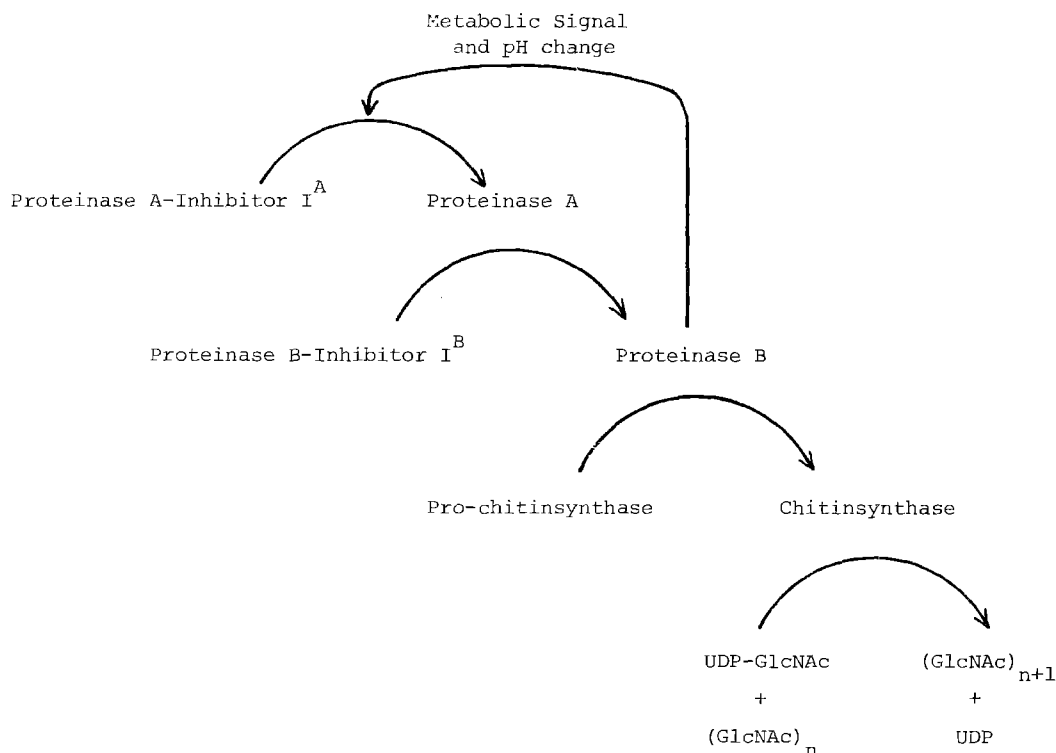 Metabolic Signal
and pH change
Proteinase A-Inhibitor I^A
Proteinase A
Proteinase B-Inhibitor I^B
Proteinase B
Pro-chitinsynthase
Chitinsynthase
UDP-GlcNAc
(GlcNAc)_{n+1}
+
+
(GlcNAc)_n
UDP